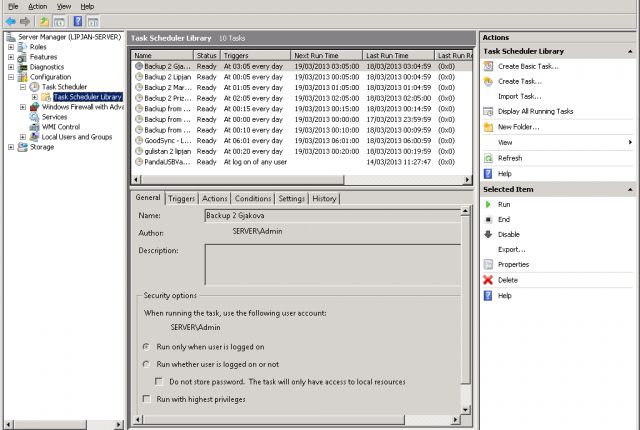 File Action View Help
Server Manager (LIPJAN-SERVER)
Roles
Features
Diagnostics
Configuration
Task Scheduler
Task Scheduler Library
Windows Firewall with Adva
Services
WMI Control
Local Users and Groups
Storage
Task Scheduler Library 10 Tasks
Name Status Triggers Next Run Time Last Run Time Last Run Re
Backup 2 Gja... Ready At 03:05 every day 19/03/2013 03:05:00 18/03/2013 03:04:59 (0x0)
Backup 2 Lipjan Ready At 00:05 every day 19/03/2013 00:05:00 18/03/2013 00:04:59 (0x0)
Backup 2 Mar... Ready At 01:05 every day 19/03/2013 01:05:00 18/03/2013 01:04:59 (0x0)
Backup 2 Priz... Ready At 02:05 every day 19/03/2013 02:05:00 18/03/2013 02:04:59 (0x0)
Backup from ... Ready At 00:15 every day 19/03/2013 00:15:00 18/03/2013 00:14:59 (0x0)
Backup from ... Ready At 00:00 every day 19/03/2013 00:00:00 17/03/2013 23:59:59 (0x0)
Backup from ... Ready At 00:10 every day 19/03/2013 00:10:00 18/03/2013 00:09:59 (0x0)
GoodSync - L... Ready At 06:01 every day 19/03/2013 06:01:00 18/03/2013 06:00:59 (0x0)
gulistan 2 lipjan Ready At 00:20 every day 19/03/2013 00:20:00 18/03/2013 00:19:59 (0x0)
PandaUSBVa... Ready At log on of any user 14/03/2013 11:27:47 (0x0)
General Triggers Actions Conditions Settings History
Name: Backup 2 Gjakova
Author: SERVER\Admin
Description:
Security options
When running the task, use the following user account:
SERVER\Admin
Run only when user is logged on
Run whether user is logged on or not
Do not store password. The task will only have access to local resources
Run with highest privileges
Actions
Task Scheduler Library
Create Basic Task...
Create Task...
Import Task...
Display All Running Tasks
New Folder...
View
Refresh
Help
Selected Item
Run
End
Disable
Export...
Properties
Delete
Help